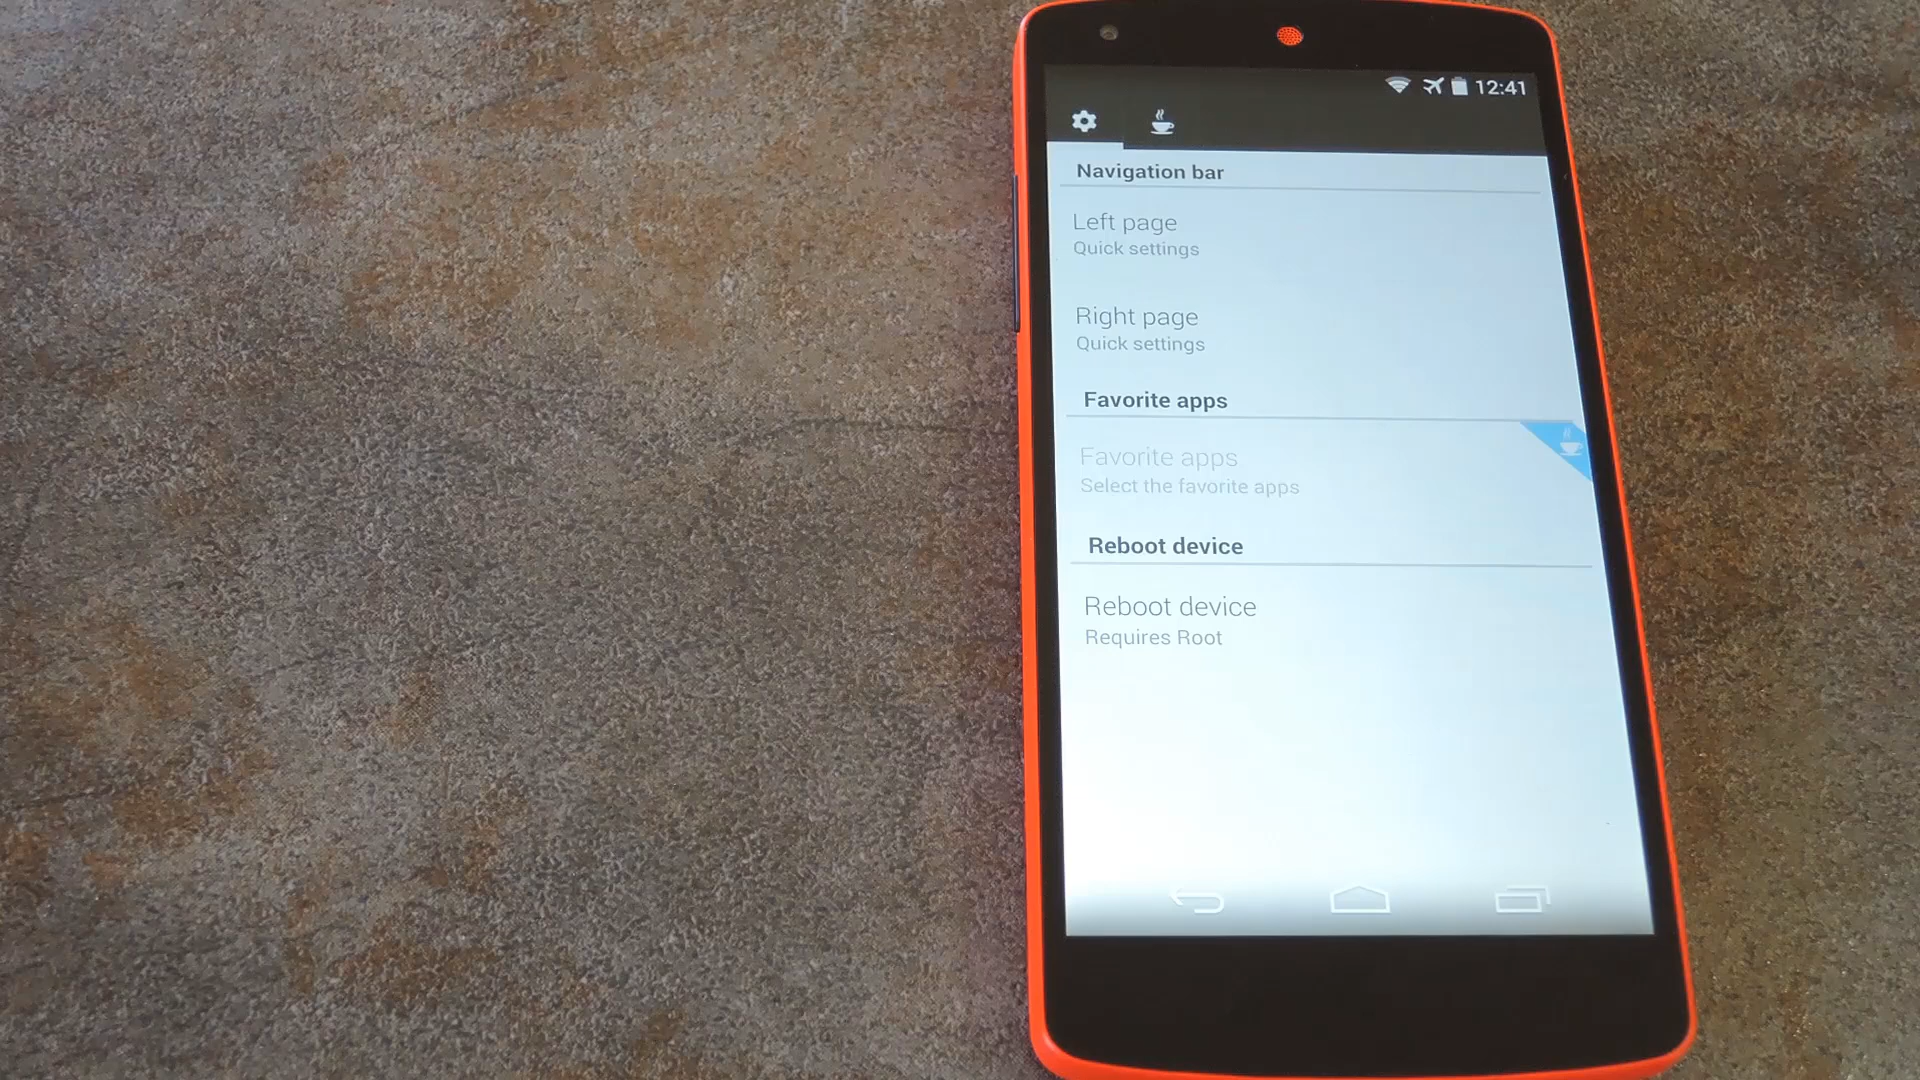 12:41
Navigation bar
Left page
Quick settings
Right page
Quick settings
Favorite apps
Favorite apps
Select the favorite apps
Reboot device
Reboot device
Requires Root